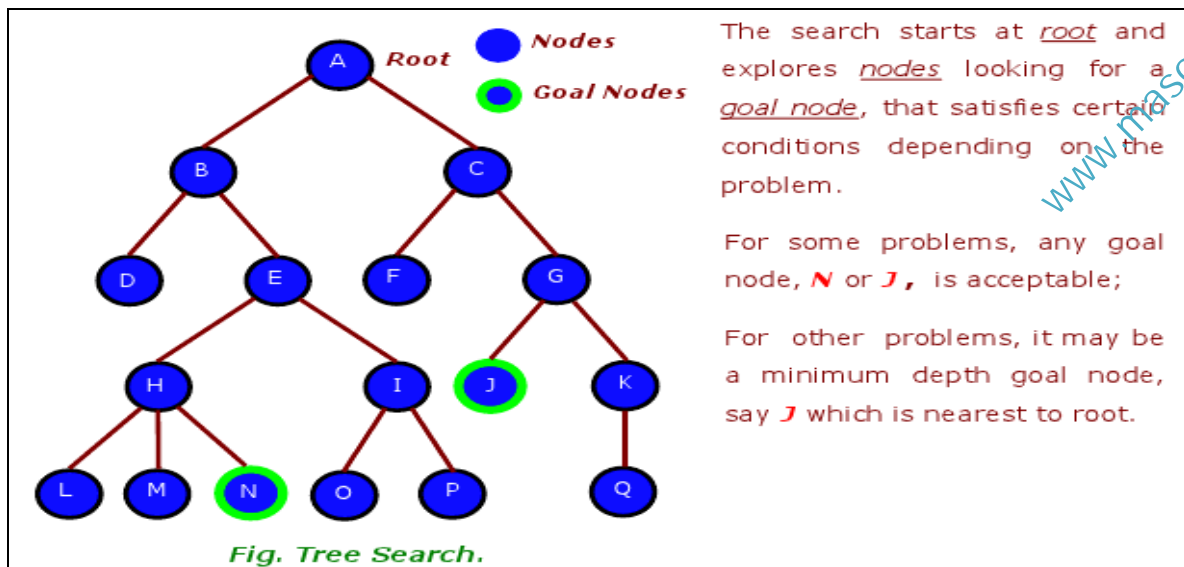 A
Root
Nodes
Goal Nodes
B
C
D
E
F
G
H
I
J
K
L
M
N
O
P
Q
Fig. Tree Search.
The search starts at root and
explores nodes looking for a
goal node, that satisfies certain
conditions depending on the
problem.
For some problems, any goal
node, N or J, is acceptable;
For other problems, it may be
a minimum depth goal node,
say J which is nearest to root.